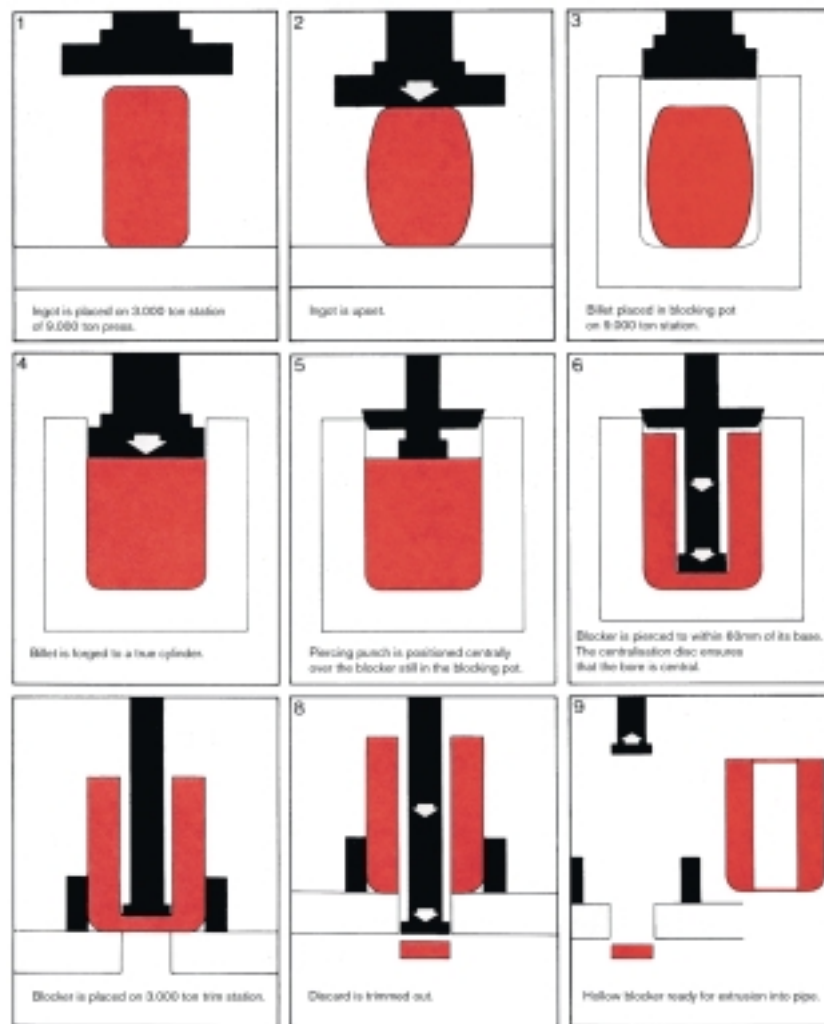 1
Ingot is placed on 3.000 ton station
of 9.000 ton press.
2
Ingot is upset.
3
Billet placed in blocking pot
on 9.000 ton station.
4
Billet is forged to a true cylinder.
5
Piercing punch is positioned centrally
over the blocker still in the blocking pot.
6
Blocker is pierced to within 60mm of its base.
The centralisation disc ensures
that the bore is central.
Blocker is placed on 3.000 ton trim station.
8
Discard is trimmed out.
9
Hollow blocker ready for extrusion into pipe.